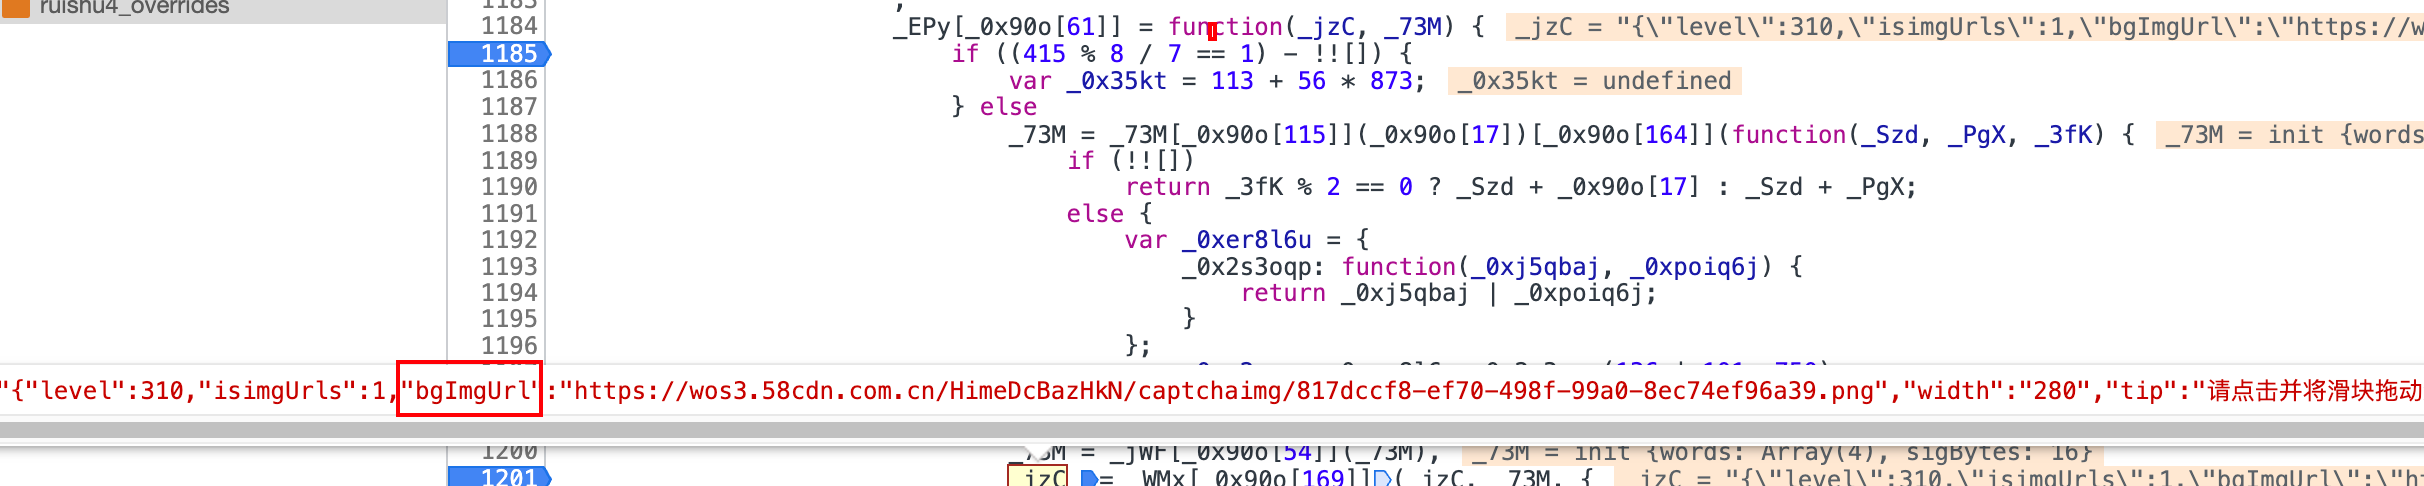 ruishu4_overrides
1183
,
1184 _EPy[_0x90o[61]] = function(_jzC, _73M) { _jzC = "{\"level\":310,\"isimgUrls\":1,\"bgImgUrl\":\"https://w
1185 if ((415 % 8 / 7 == 1) - !![]) {
1186 var _0x35kt = 113 + 56 * 873; _0x35kt = undefined
1187 } else
1188 _73M = _73M[_0x90o[115]](_0x90o[17])[_0x90o[164]](function(_Szd, _PgX, _3fK) { _73M = init {words
1189 if (!![])
1190 return _3fK % 2 == 0 ? _Szd + _0x90o[17] : _Szd + _PgX;
1191 else {
1192 var _0xer8l6u = {
1193 _0x2s3oqp: function(_0xj5qbaj, _0xpoiq6j) {
1194 return _0xj5qbaj | _0xpoiq6j;
1195 }
1196 };
"{"level":310,"isimgUrls":1,"bgImgUrl":"https://wos3.58cdn.com.cn/HimeDcBazHkN/captchaimg/817dccf8-ef70-498f-99a0-8ec74ef96a39.png","width":"280","tip":"请点击并将滑块拖动
1200 _73M = _jWF[_0x90o[54]](_73M), _73M = init {words: Array(4), sigBytes: 16}
1201 _jzC = _WMx[_0x90o[169]](_jzC, _73M, { _jzC = "{\"level\":310,\"isimgUrls\":1,\"bgImgUrl\":\"ht